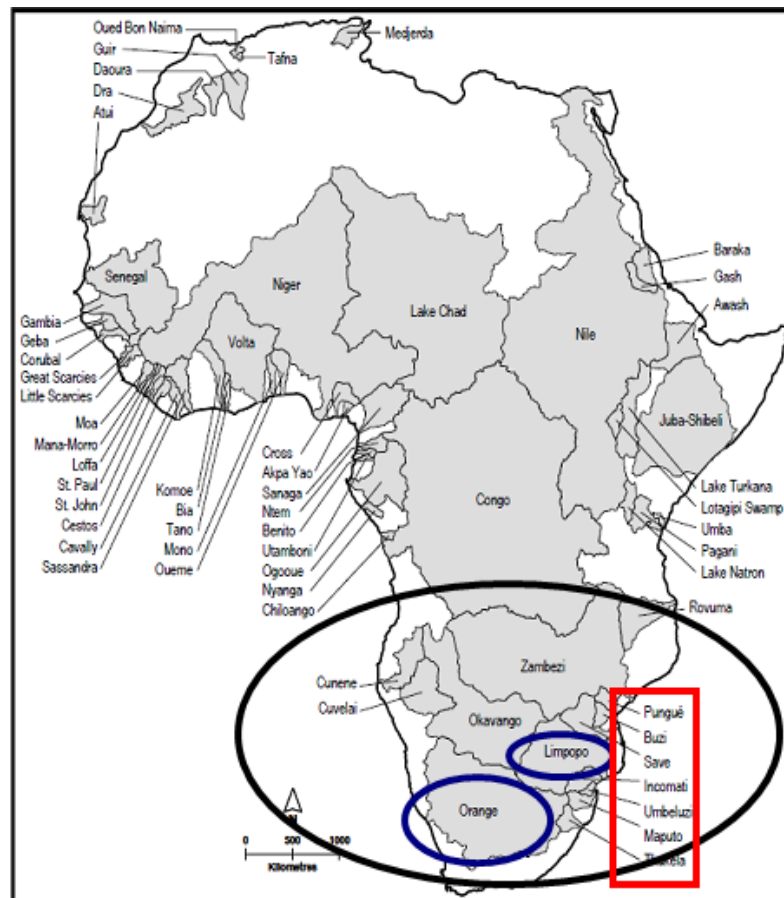 Oued Bon Naima
Guir
Daoura
Dra
Atui
Tafna
Medjerda
Senegal
Niger
Lake Chad
Nile
Baraka
Gash
Awash
Gambia
Geba
Corubal
Great Scarcies
Little Scarcies
Volta
Moa
Mana-Morro
Loffa
St. Paul
St. John
Cestos
Cavally
Sassandra
Komoe
Bia
Tano
Mono
Oueme
Cross
Akpa Yao
Sanaga
Ntem
Benito
Utamboni
Ogooue
Nyanga
Chiloango
Congo
Juba-Shibeli
Lake Turkana
Lotagipi Swamp
Umba
Pagani
Lake Natron
Rovuma
Zambezi
Cunene
Cuvelai
Okavango
Limpopo
Orange
Pungué
Buzi
Save
Incomati
Umbeluzi
Maputo
Thukela
N
0 500 1000
Kilometres